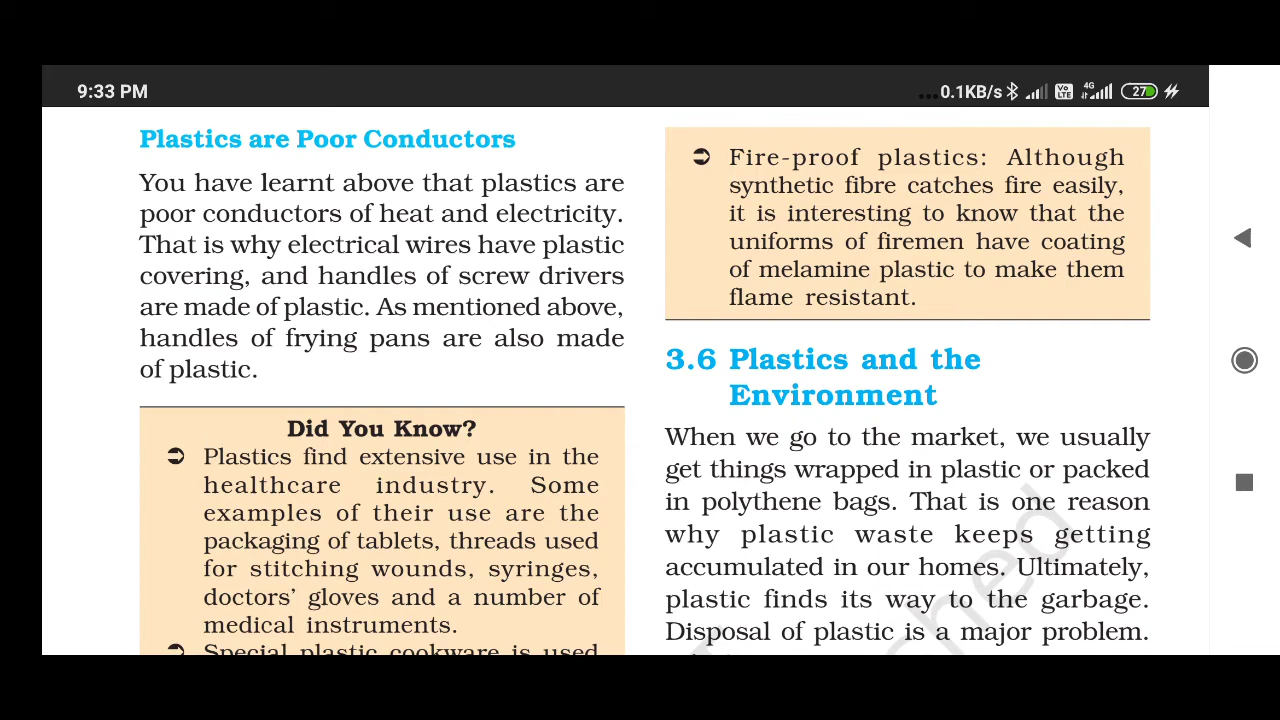 9:33 PM
...0.1KB/s
Vo
LTE
4G
27
Plastics are Poor Conductors
You have learnt above that plastics are
poor conductors of heat and electricity.
That is why electrical wires have plastic
covering, and handles of screw drivers
are made of plastic. As mentioned above,
handles of frying pans are also made
of plastic.
Did You Know?
➲ Plastics find extensive use in the
healthcare industry. Some
examples of their use are the
packaging of tablets, threads used
for stitching wounds, syringes,
doctors' gloves and a number of
medical instruments.
➲ Special plastic cookware is used
➲ Fire-proof plastics: Although
synthetic fibre catches fire easily,
it is interesting to know that the
uniforms of firemen have coating
of melamine plastic to make them
flame resistant.
3.6 Plastics and the
Environment
When we go to the market, we usually
get things wrapped in plastic or packed
in polythene bags. That is one reason
why plastic waste keeps getting
accumulated in our homes. Ultimately,
plastic finds its way to the garbage.
Disposal of plastic is a major problem.